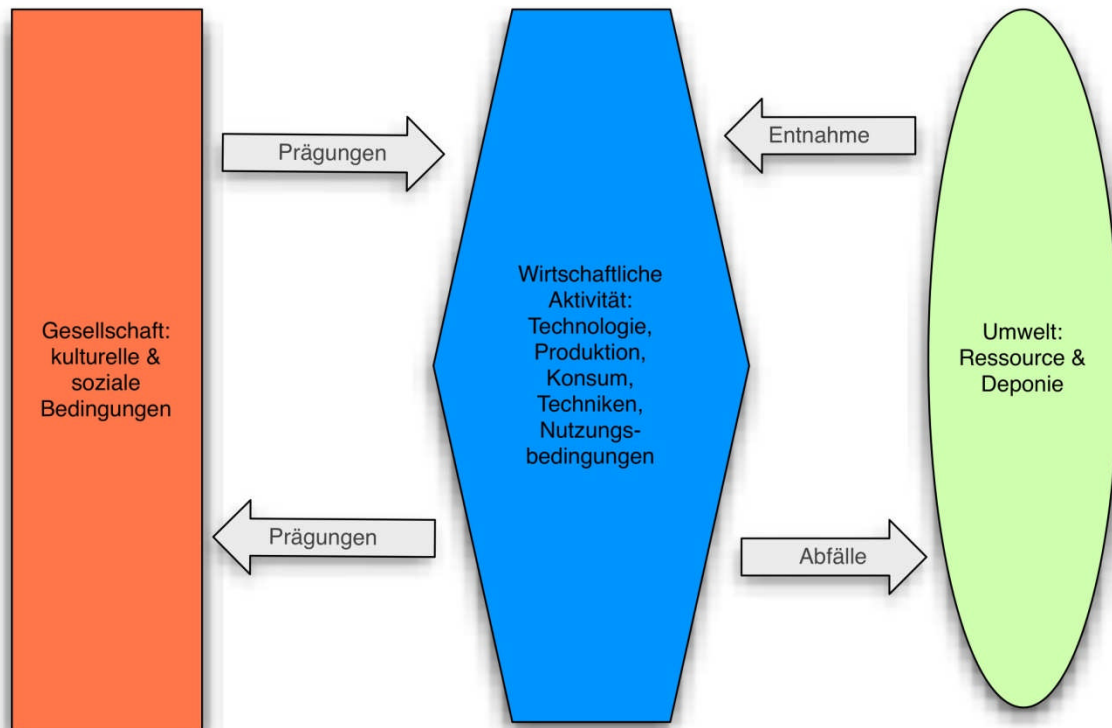 Prägungen
Entnahme
Gesellschaft:
kulturelle &
soziale
Bedingungen
Wirtschaftliche
Aktivität:
Technologie,
Produktion,
Konsum,
Techniken,
Nutzungs-
bedingungen
Umwelt:
Ressource &
Deponie
Prägungen
Abfälle